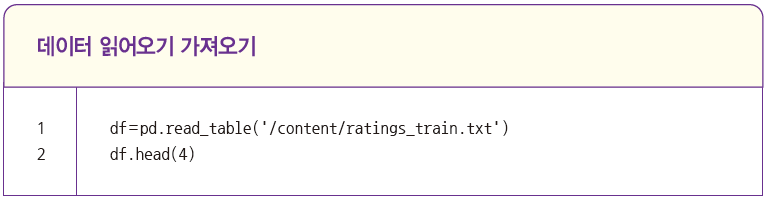 데이터 읽어오기 가져오기
1 df=pd.read_table('/content/ratings_train.txt')
2 df.head(4)